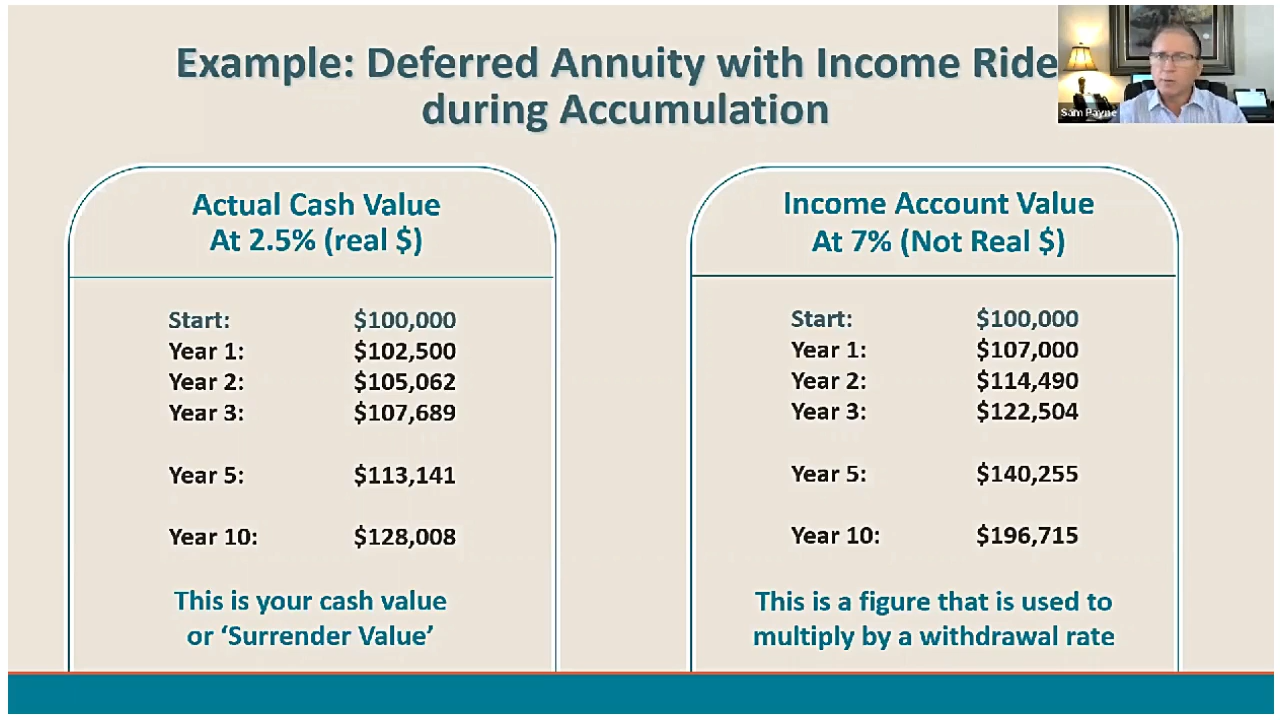 Example: Deferred Annuity with Income Ride
during Accumulation
Sam Payne
Actual Cash Value
At 2.5% (real $)
Start: $100,000
Year 1: $102,500
Year 2: $105,062
Year 3: $107,689
Year 5: $113,141
Year 10: $128,008
This is your cash value
or ‘Surrender Value’
Income Account Value
At 7% (Not Real $)
Start: $100,000
Year 1: $107,000
Year 2: $114,490
Year 3: $122,504
Year 5: $140,255
Year 10: $196,715
This is a figure that is used to
multiply by a withdrawal rate